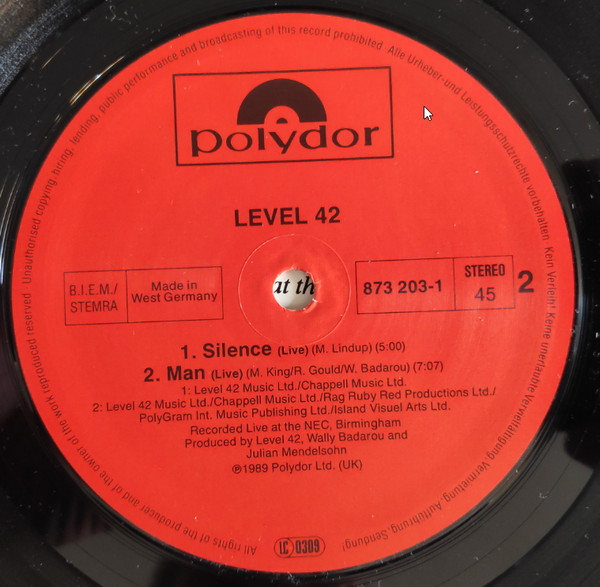 Unauthorised copying, hiring, lending, public performance and broadcasting of this record prohibited
Alle Urheber- und Leistungsschutzrechte vorbehalten. Kein Verleih! Keine unerlaubte Vervielfältigung, Vermietung, Aufführung, Sendung!
All rights of the producer and of the owner of the work reproduced reserved
polydor
LEVEL 42
B.I.E.M./
STEMRA
Made in
West Germany
at th
873 203-1
STEREO
45
2
1. Silence (Live) (M. Lindup) (5:00)
2. Man (Live) (M. King/R. Gould/W. Badarou) (7:07)
1: Level 42 Music Ltd./Chappell Music Ltd.
2: Level 42 Music Ltd./Chappell Music Ltd./Rag Ruby Red Productions Ltd./
PolyGram Int. Music Publishing Ltd./Island Visuel Arts Ltd.
Recorded Live at the NEC, Birmingham
Produced by Level 42, Wally Badarou and
Julian Mendelsohn
℗1989 Polydor Ltd. (UK)
LC 0309